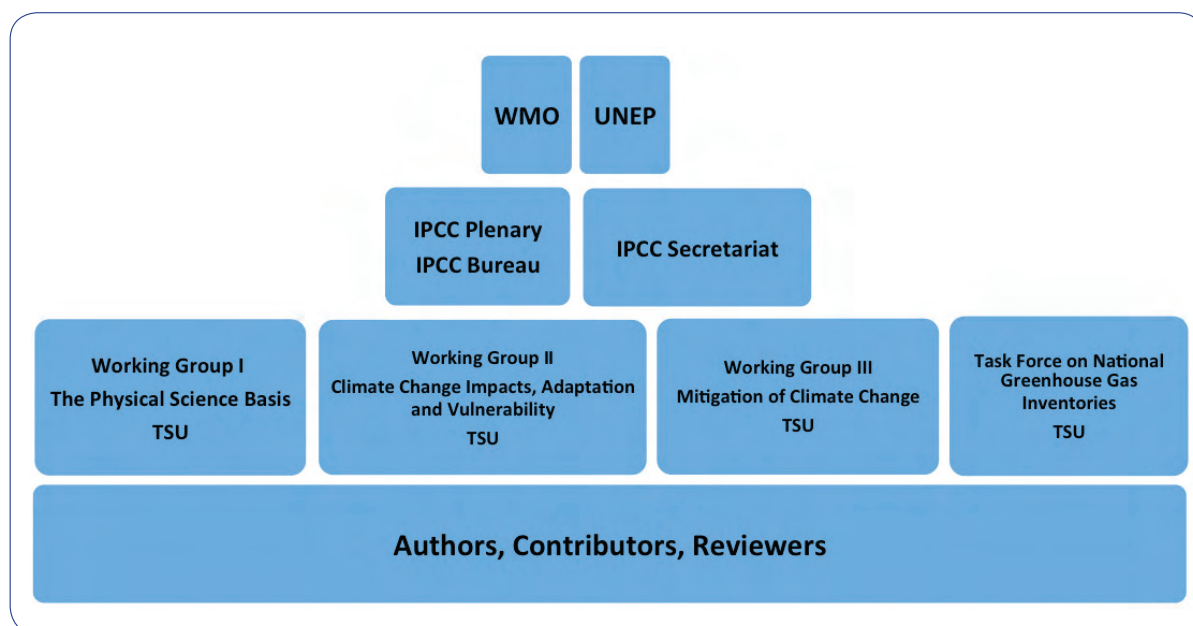 WMO
UNEP
IPCC Plenary
IPCC Bureau
IPCC Secretariat
Working Group I
The Physical Science Basis
TSU
Working Group II
Climate Change Impacts, Adaptation
and Vulnerability
TSU
Working Group III
Mitigation of Climate Change
TSU
Task Force on National
Greenhouse Gas
Inventories
TSU
Authors, Contributors, Reviewers